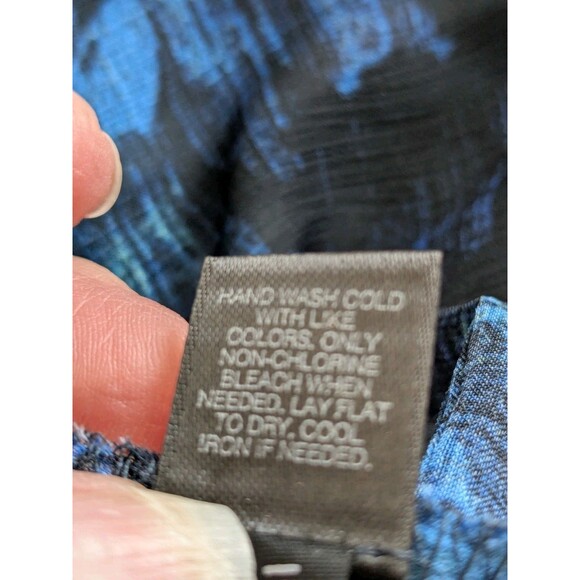 HAND WASH COLD
WITH LIKE
COLORS. ONLY
NON-CHLORINE
BLEACH WHEN
NEEDED. LAY FLAT
TO DRY. COOL
IRON IF NEEDED.